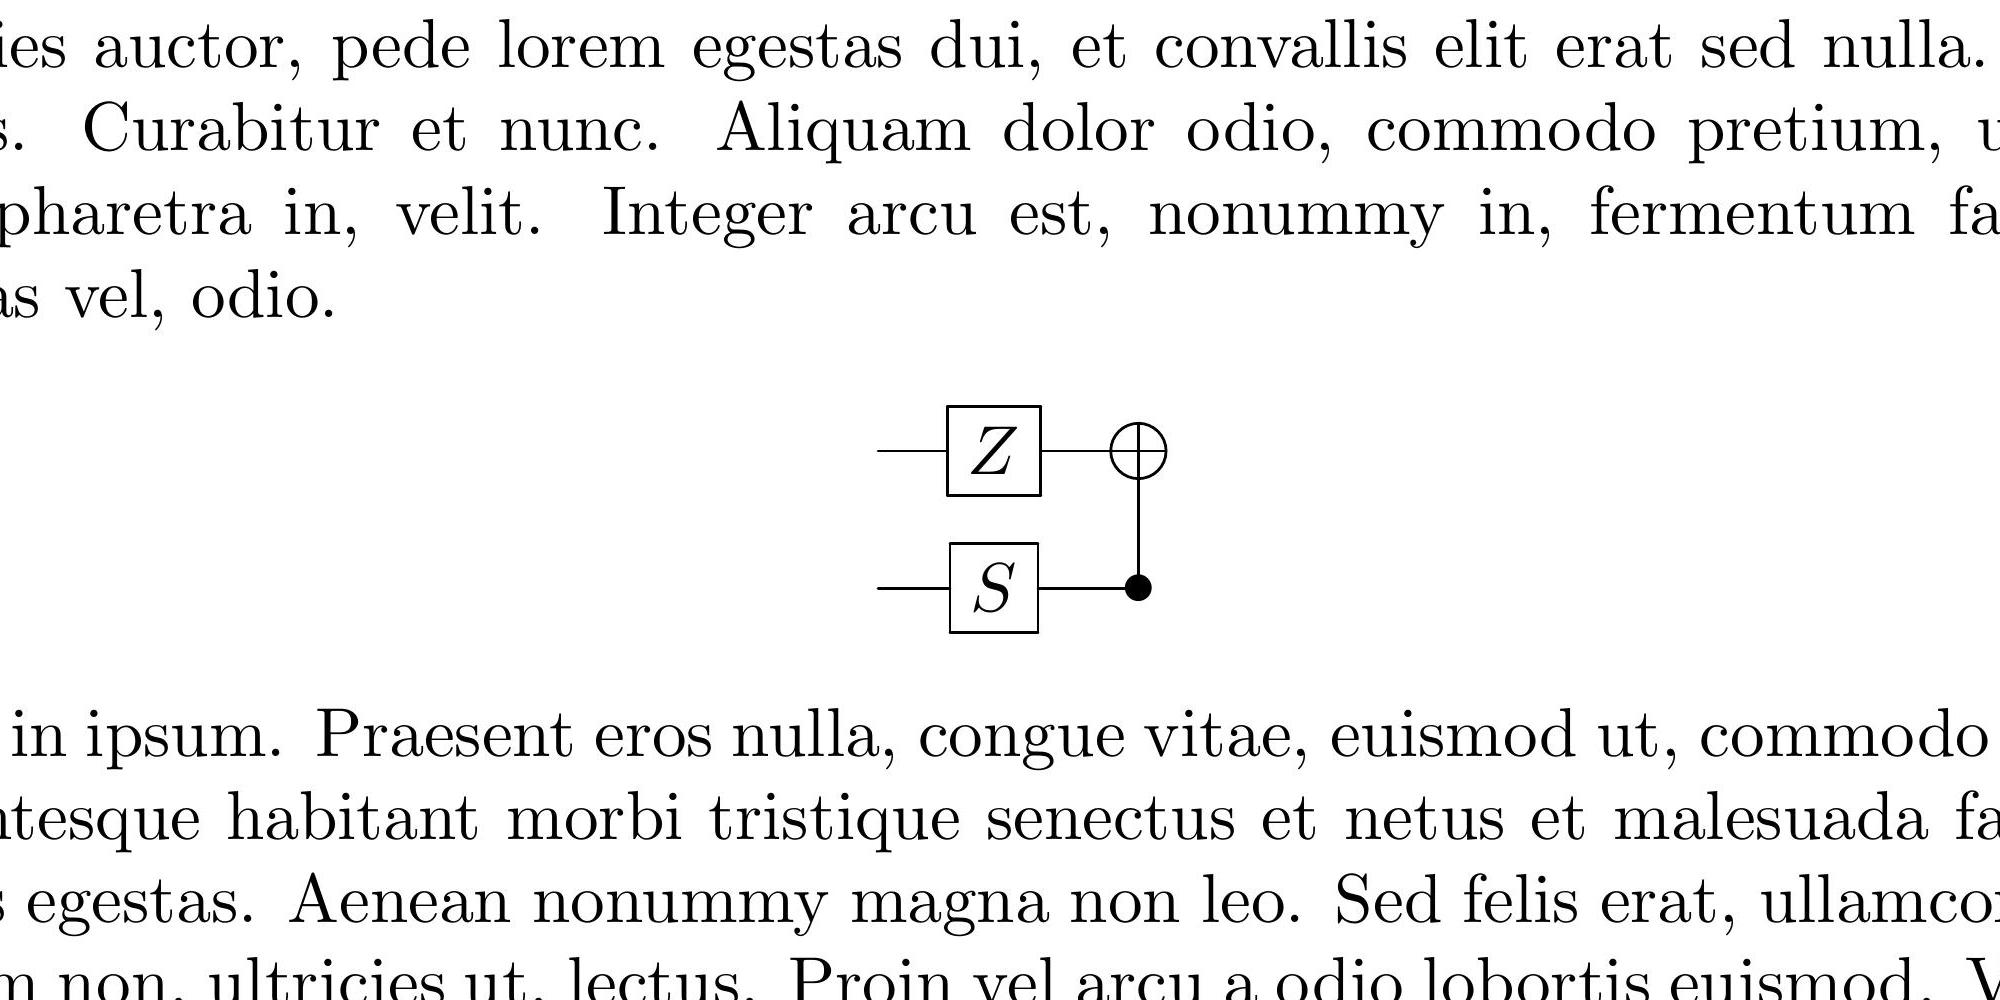 ies auctor, pede lorem egestas dui, et convallis elit erat sed nulla.
s. Curabitur et nunc. Aliquam dolor odio, commodo pretium, u
pharetra in, velit. Integer arcu est, nonummy in, fermentum fa
as vel, odio.
Z
S
in ipsum. Praesent eros nulla, congue vitae, euismod ut, commodo
ntesque habitant morbi tristique senectus et netus et malesuada fa
s egestas. Aenean nonummy magna non leo. Sed felis erat, ullamcor
m non, ultricies ut, lectus. Proin vel arcu a odio lobortis euismod. V